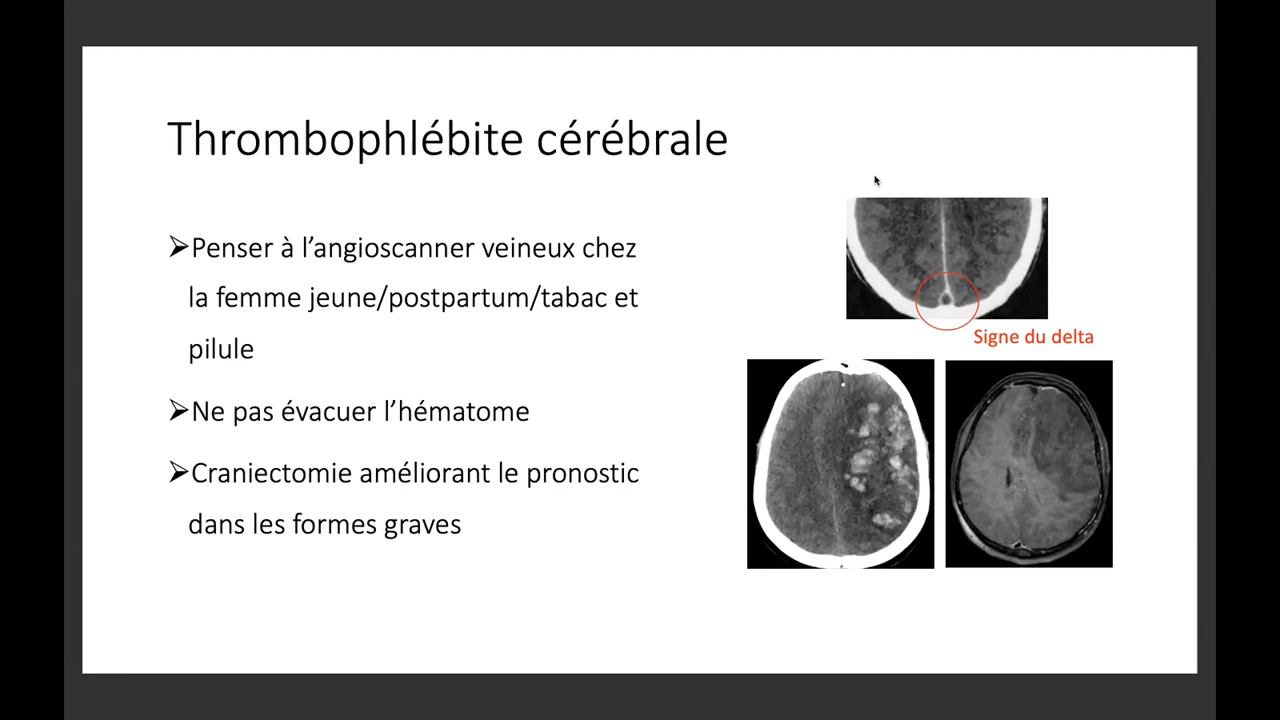 Thrombophlébite cérébrale
➢Penser à l’angioscanner veineux chez
la femme jeune/postpartum/tabac et
pilule
➢Ne pas évacuer l’hématome
➢Craniectomie améliorant le pronostic
dans les formes graves
Signe du delta